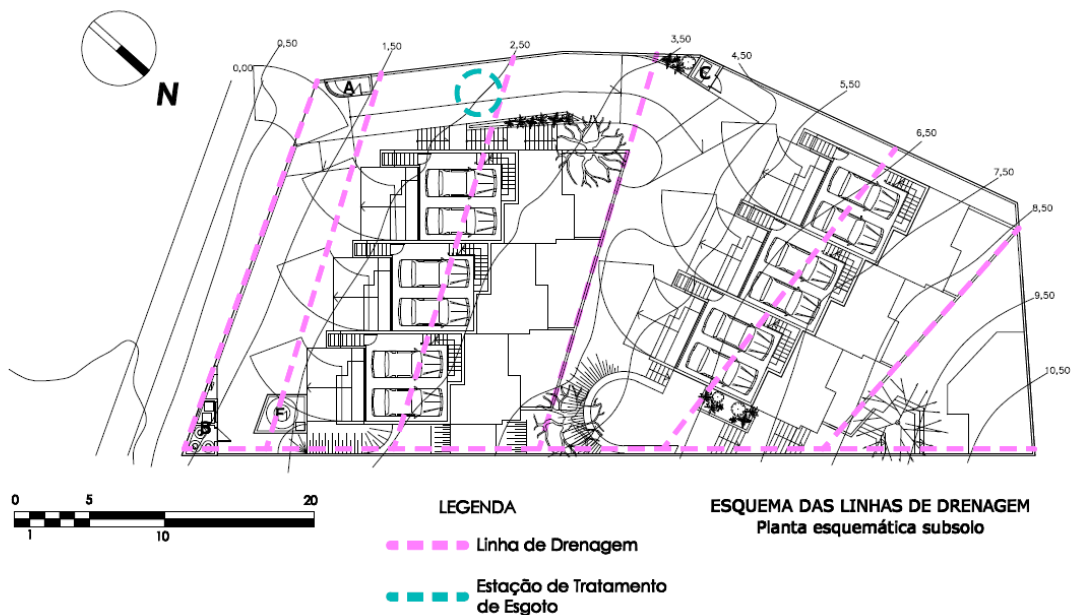 N
0,00
0,50
1,50
2,50
3,50
4,50
5,50
6,50
7,50
8,50
9,50
10,50
A
C
B
0 5 20
1 10
LEGENDA
Linha de Drenagem
Estação de Tratamento
de Esgoto
ESQUEMA DAS LINHAS DE DRENAGEM
Planta esquemática subsolo